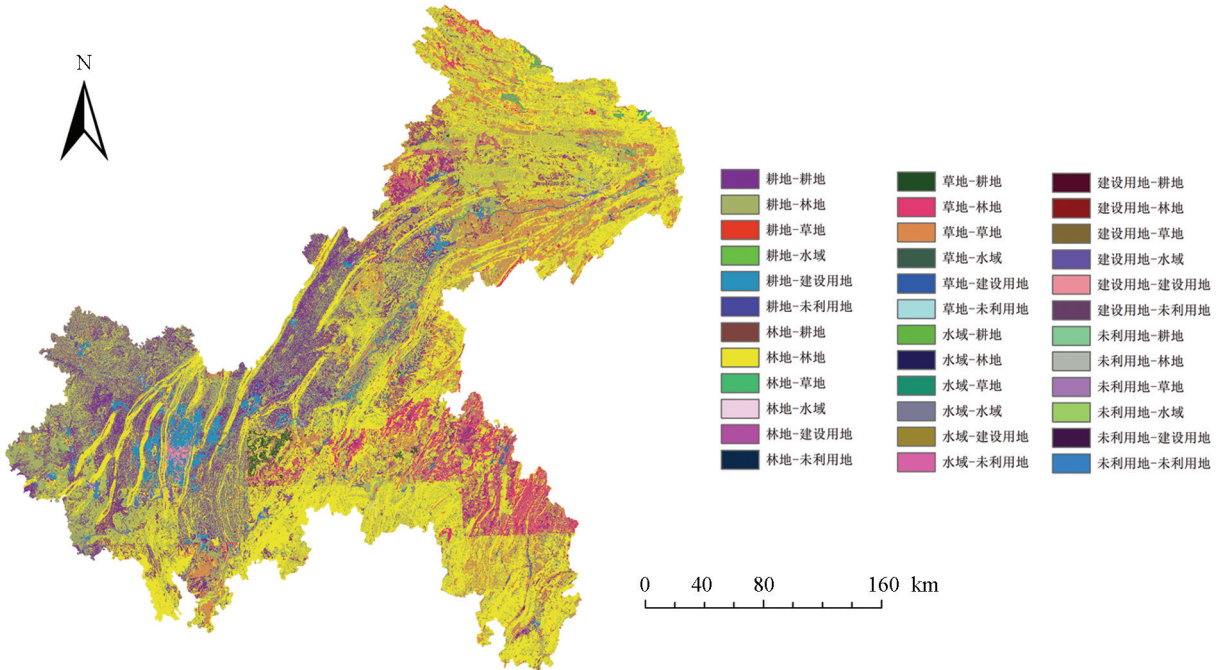 N
耕地-耕地
耕地-林地
耕地-草地
耕地-水域
耕地-建设用地
耕地-未利用地
林地-耕地
林地-林地
林地-草地
林地-水域
林地-建设用地
林地-未利用地
草地-耕地
草地-林地
草地-草地
草地-水域
草地-建设用地
草地-未利用地
水域-耕地
水域-林地
水域-草地
水域-水域
水域-建设用地
水域-未利用地
建设用地-耕地
建设用地-林地
建设用地-草地
建设用地-水域
建设用地-建设用地
建设用地-未利用地
未利用地-耕地
未利用地-林地
未利用地-草地
未利用地-水域
未利用地-建设用地
未利用地-未利用地
0 40 80 160 km